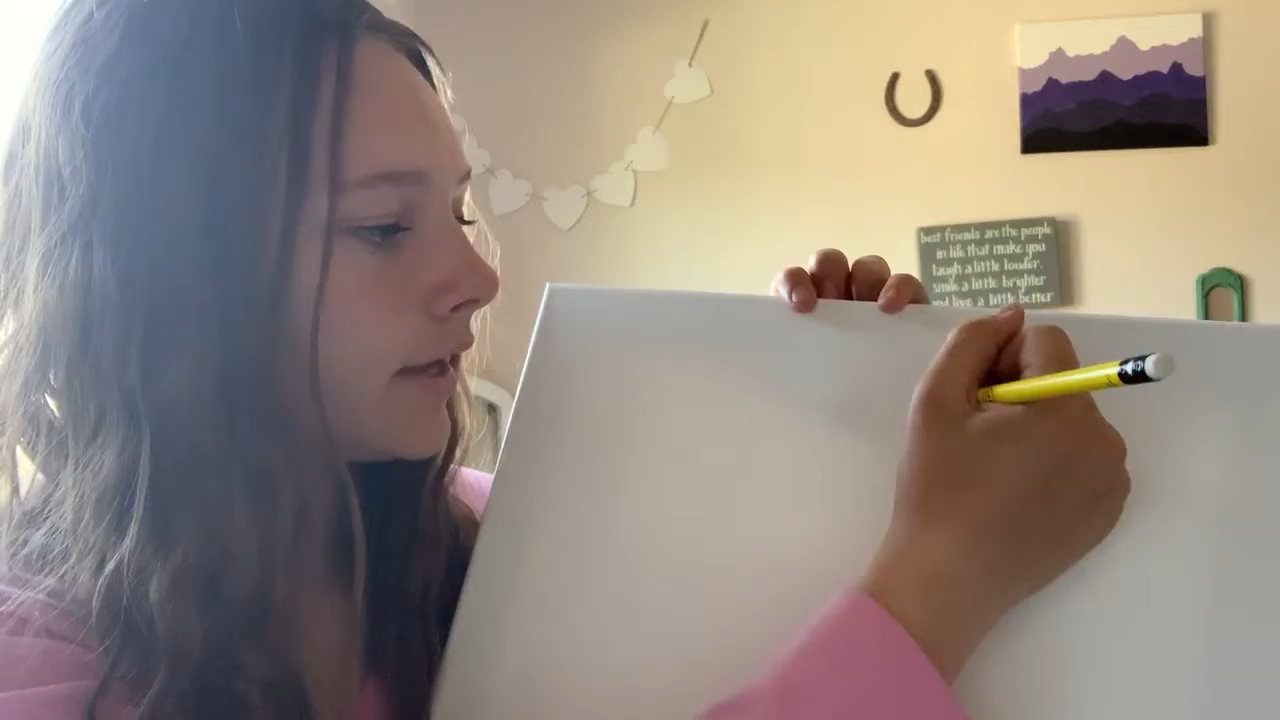 best friends are the people
in life that make you
laugh a little louder,
smile a little brighter
and live a little better